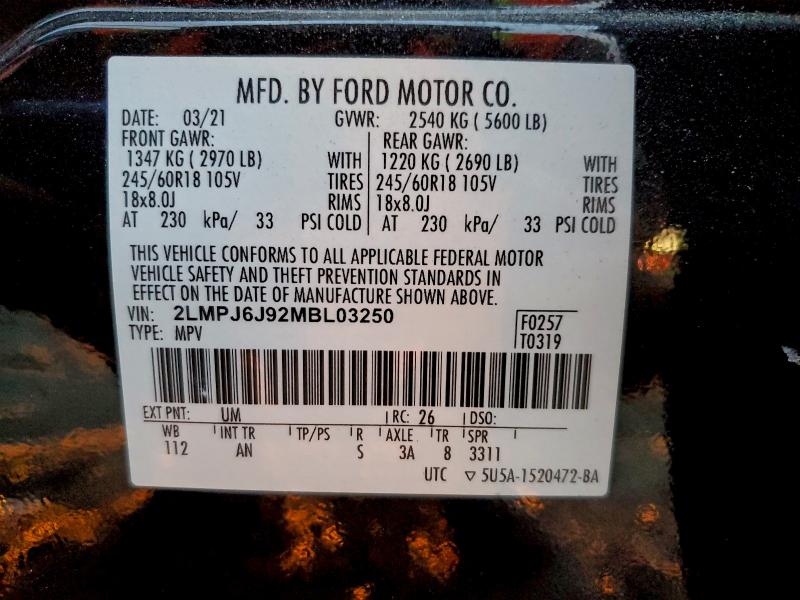 MFD. BY FORD MOTOR CO.
DATE: 03/21 GVWR: 2540 KG ( 5600 LB)
FRONT GAWR: REAR GAWR:
1347 KG ( 2970 LB) WITH 1220 KG ( 2690 LB) WITH
245/60R18 105V TIRES 245/60R18 105V TIRES
18x8.0J RIMS 18x8.0J RIMS
AT 230 kPa/ 33 PSI COLD AT 230 kPa/ 33 PSI COLD
THIS VEHICLE CONFORMS TO ALL APPLICABLE FEDERAL MOTOR
VEHICLE SAFETY AND THEFT PREVENTION STANDARDS IN
EFFECT ON THE DATE OF MANUFACTURE SHOWN ABOVE.
VIN: 2LMPJ6J92MBL03250
F0257
TYPE: MPV T0319
EXT PNT: UM RC: 26 DSO:
WB INT TR TP/PS R AXLE TR SPR
112 AN S 3A 8 3311
UTC ▽ 5U5A-1520472-BA